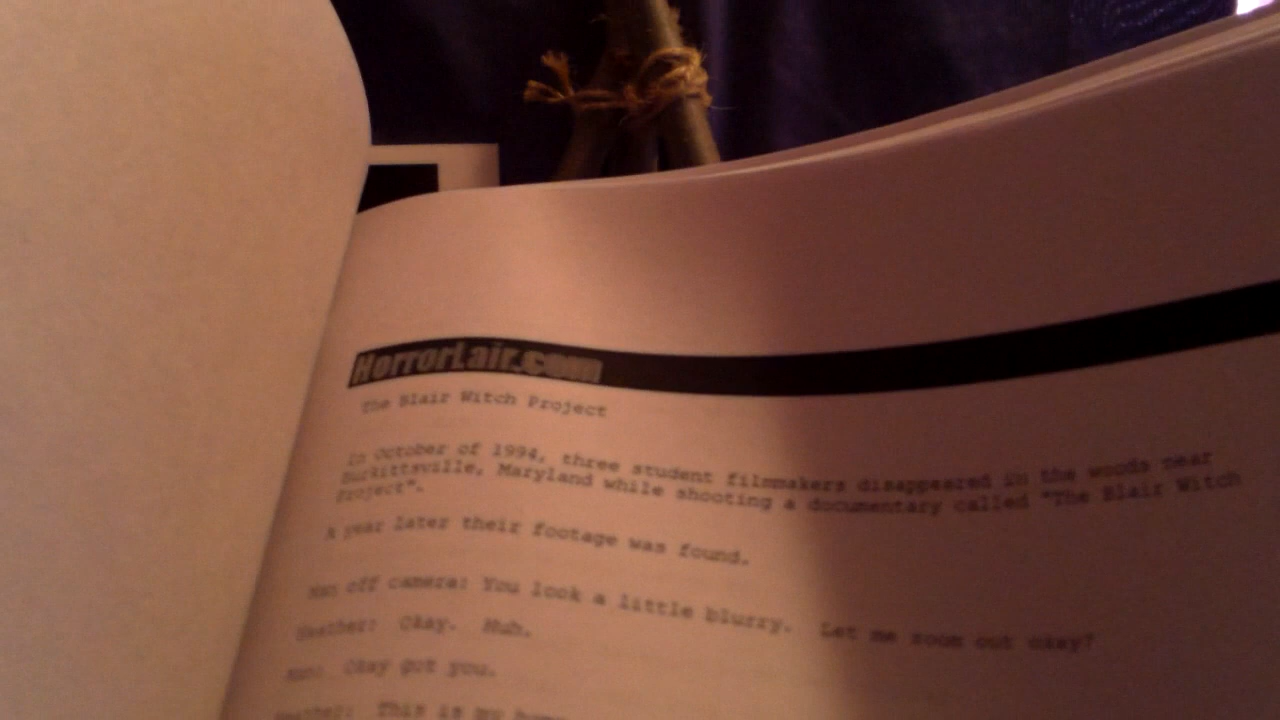 HorrorLair.com
The Blair Witch Project
In October of 1994, three student filmmakers disappeared in the woods near
Burkittsville, Maryland while shooting a documentary called "The Blair Witch
Project".
A year later their footage was found.
Man off camera: You look a little blurry. Let me zoom out okay?
Heather: Okay. Huh.
Man: Okay got you.
Heather: This is my home